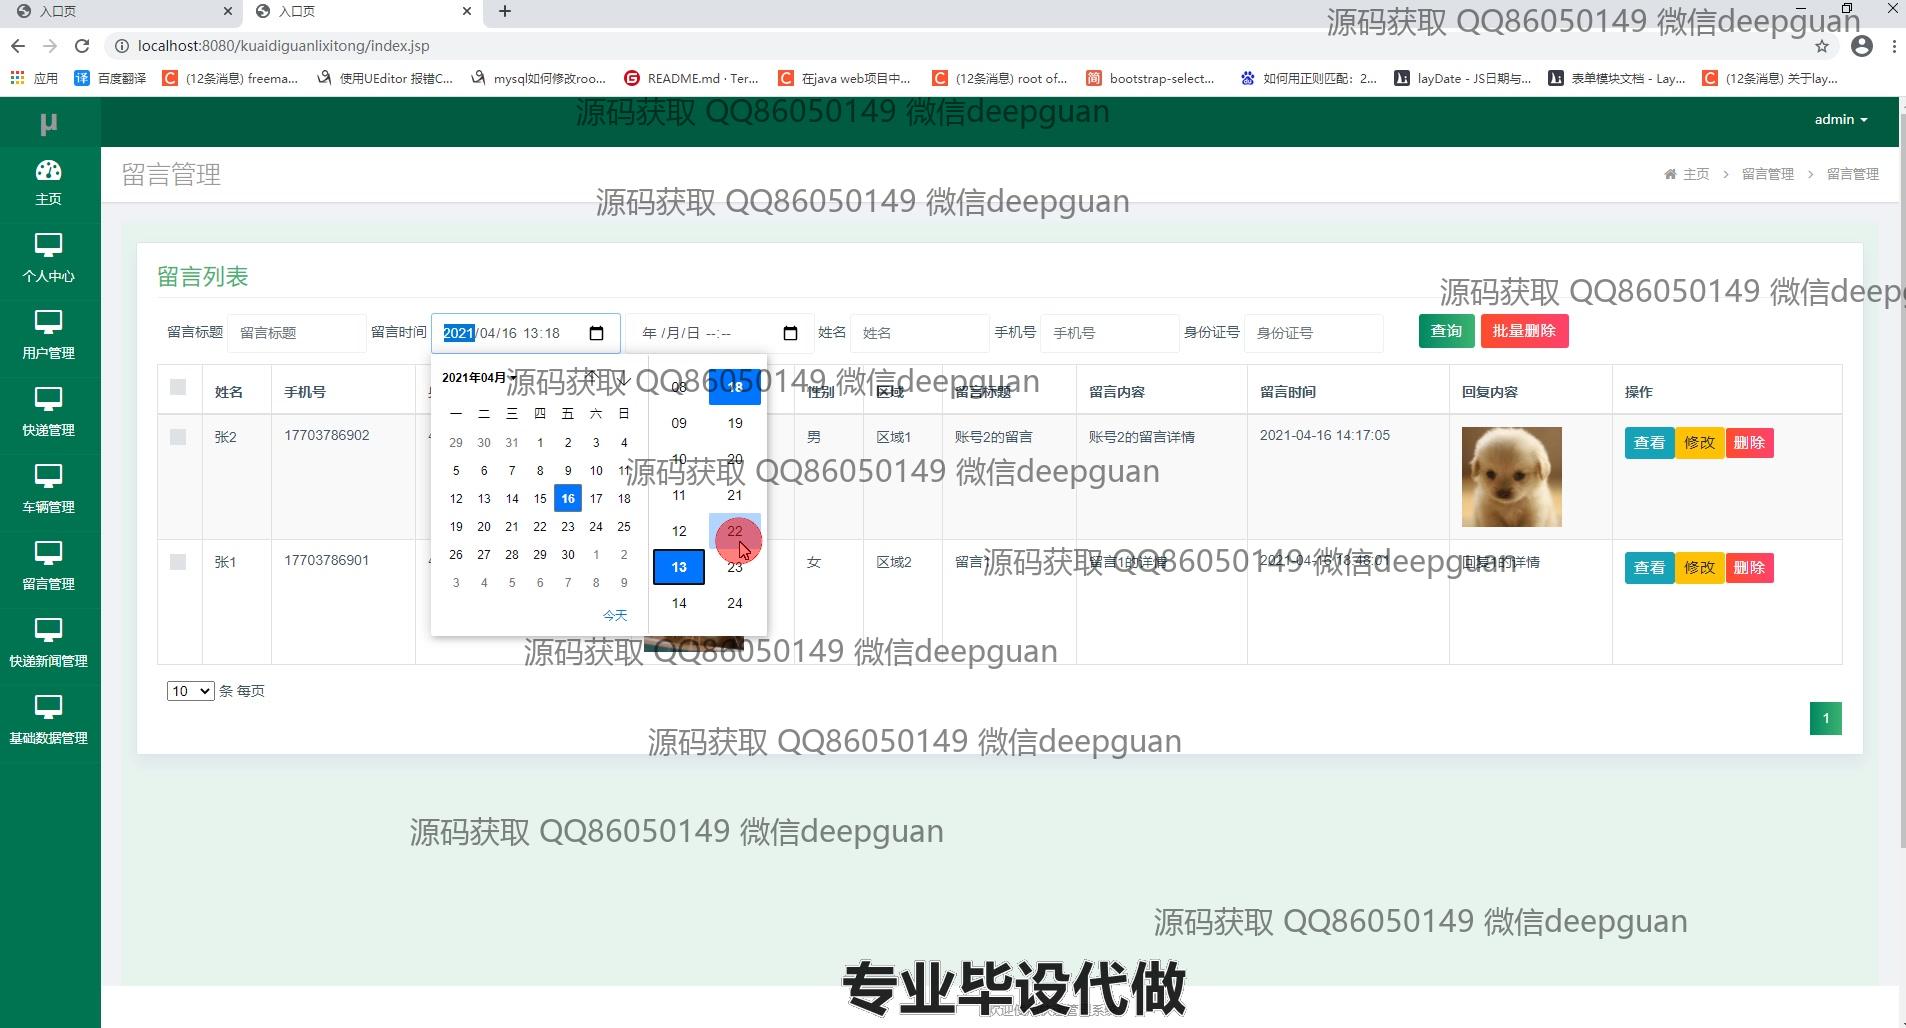 入口页
入口页
源码获取 QQ86050149 微信deepguan
localhost:8080/kuaidiguanlixitong/index.jsp
应用 百度翻译 (12条消息) freema... 使用UEditor 报错C... mysql如何修改roo... README.md · Ter... 在java web项目中... (12条消息) root of... bootstrap-select... 如何用正则匹配：2... layDate - JS日期与... 表单模块文档 - Lay... (12条消息) 关于lay...
源码获取 QQ86050149 微信deepguan
μ
admin
主页
个人中心
用户管理
快递管理
车辆管理
留言管理
快递新闻管理
基础数据管理
留言管理
主页 > 留言管理 > 留言管理
源码获取 QQ86050149 微信deepguan
留言列表
源码获取 QQ86050149 微信deepg
留言标题 留言标题 留言时间 2021/04/16 13:18 年 /月/日 --:-- 姓名 姓名 手机号 手机号 身份证号 身份证号 查询 批量删除
2021年04月
源码获取 QQ86050149 微信deepguan
一 二 三 四 五 六 日
29 30 31 1 2 3 4
5 6 7 8 9 10 11
12 13 14 15 16 17 18
19 20 21 22 23 24 25
26 27 28 29 30 1 2
3 4 5 6 7 8 9
今天
08 18
09 19
10 20
11 21
12 22
13 23
14 24
姓名 手机号 性别 区域 留言标题 留言内容 留言时间 回复内容 操作
张2 17703786902 男 区域1 账号2的留言 账号2的留言详情 2021-04-16 14:17:05 查看 修改 删除
源码获取 QQ86050149 微信deepguan
张1 17703786901 女 区域2 留言1 留言1的详情 2021-04-16 13:48:01 回复1的详情 查看 修改 删除
源码获取 QQ86050149 微信deepguan
源码获取 QQ86050149 微信deepguan
10 条 每页
1
源码获取 QQ86050149 微信deepguan
源码获取 QQ86050149 微信deepguan
源码获取 QQ86050149 微信deepguan
专业毕设代做